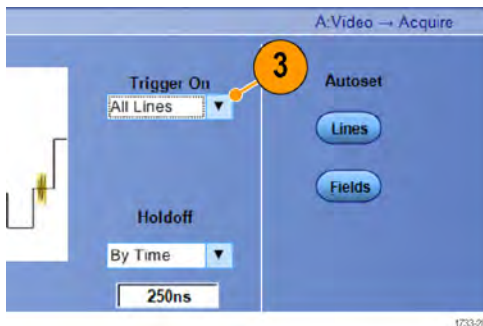 A:Video → Acquire
3
Trigger On
All Lines
Autoset
Lines
Fields
Holdoff
By Time
250ns